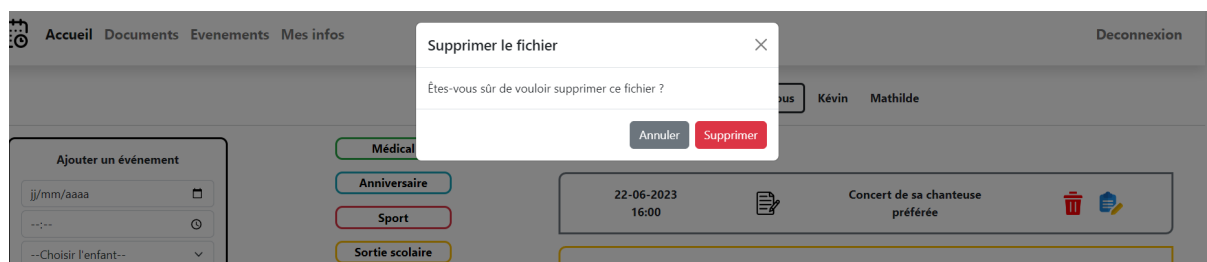 Accueil Documents Evenements Mes infos
Deconnexion
Supprimer le fichier
Êtes-vous sûr de vouloir supprimer ce fichier ?
Annuler Supprimer
Kévin Mathilde
Ajouter un événement
jj/mm/aaaa
--:--
--Choisir l'enfant--
Médical
Anniversaire
Sport
Sortie scolaire
22-06-2023
16:00
Concert de sa chanteuse
préférée